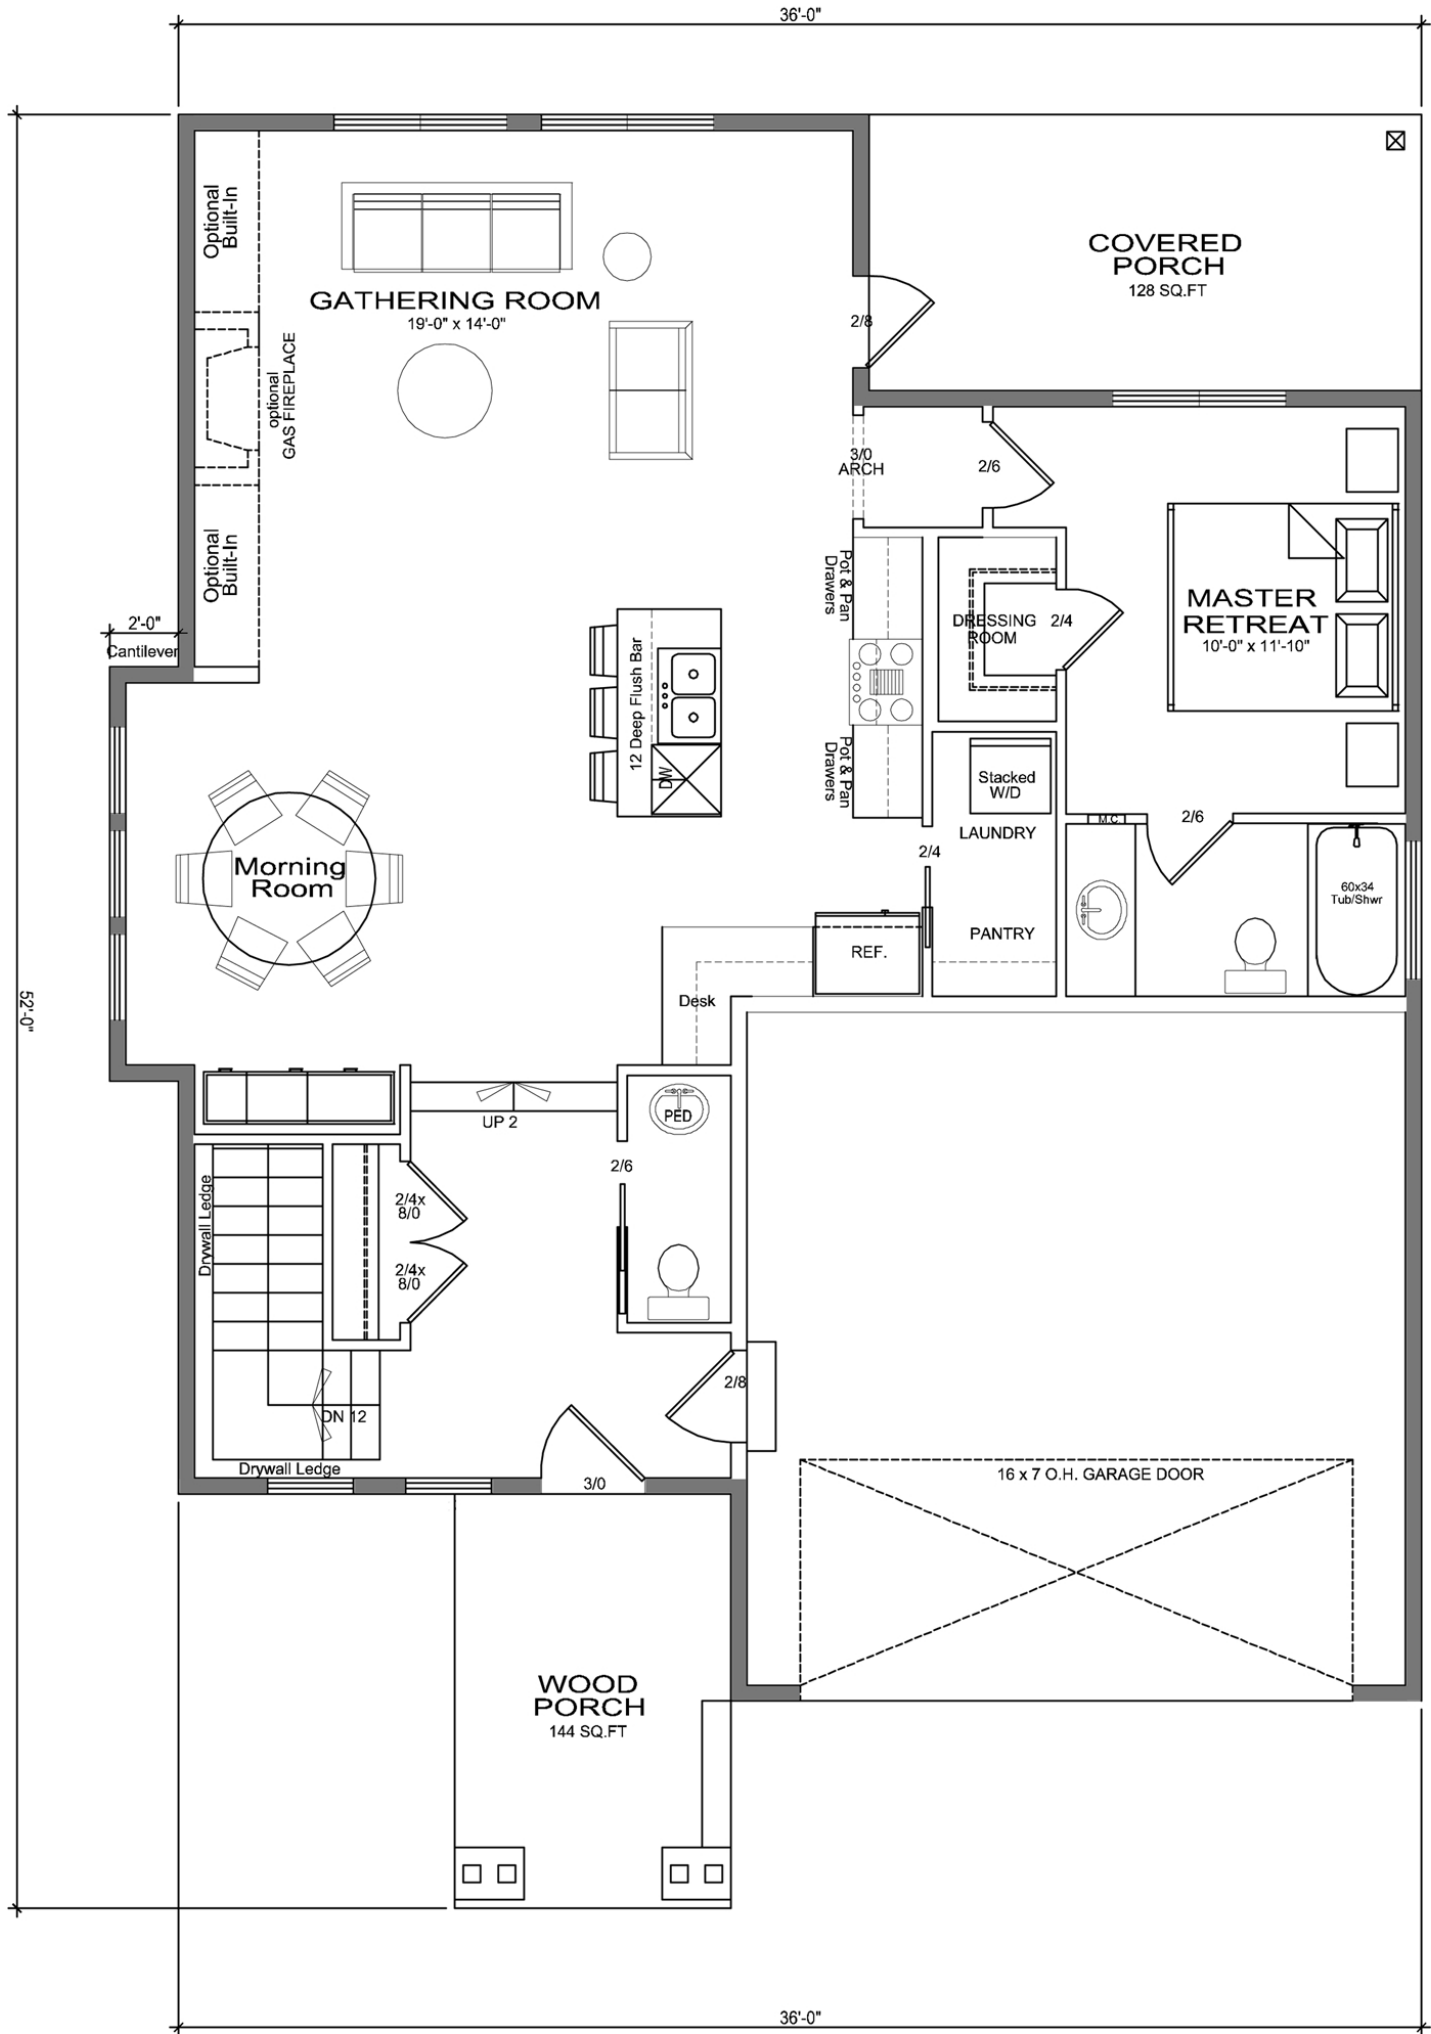 36'-0"
Optional
Built-In
COVERED
PORCH
128 SQ.FT
GATHERING ROOM
19'-0" x 14'-0"
2/8
optional
GAS FIREPLACE
3/0
ARCH
2/6
Optional
Built-In
Pot & Pan
Drawers
MASTER
RETREAT
10'-0" x 11'-10"
DRESSING
ROOM
2/4
2'-0"
Cantilever
12 Deep Flush Bar
DW
Pot & Pan
Drawers
Stacked
W/D
LAUNDRY
M.C
2/6
2/4
Morning
Room
60x34
Tub/Shwr
PANTRY
REF.
Desk
52'-0"
UP 2
PED
2/6
Drywall Ledge
2/4x
8/0
2/4x
8/0
2/8
DN 12
Drywall Ledge
3/0
16 x 7 O.H. GARAGE DOOR
WOOD
PORCH
144 SQ.FT
36'-0"